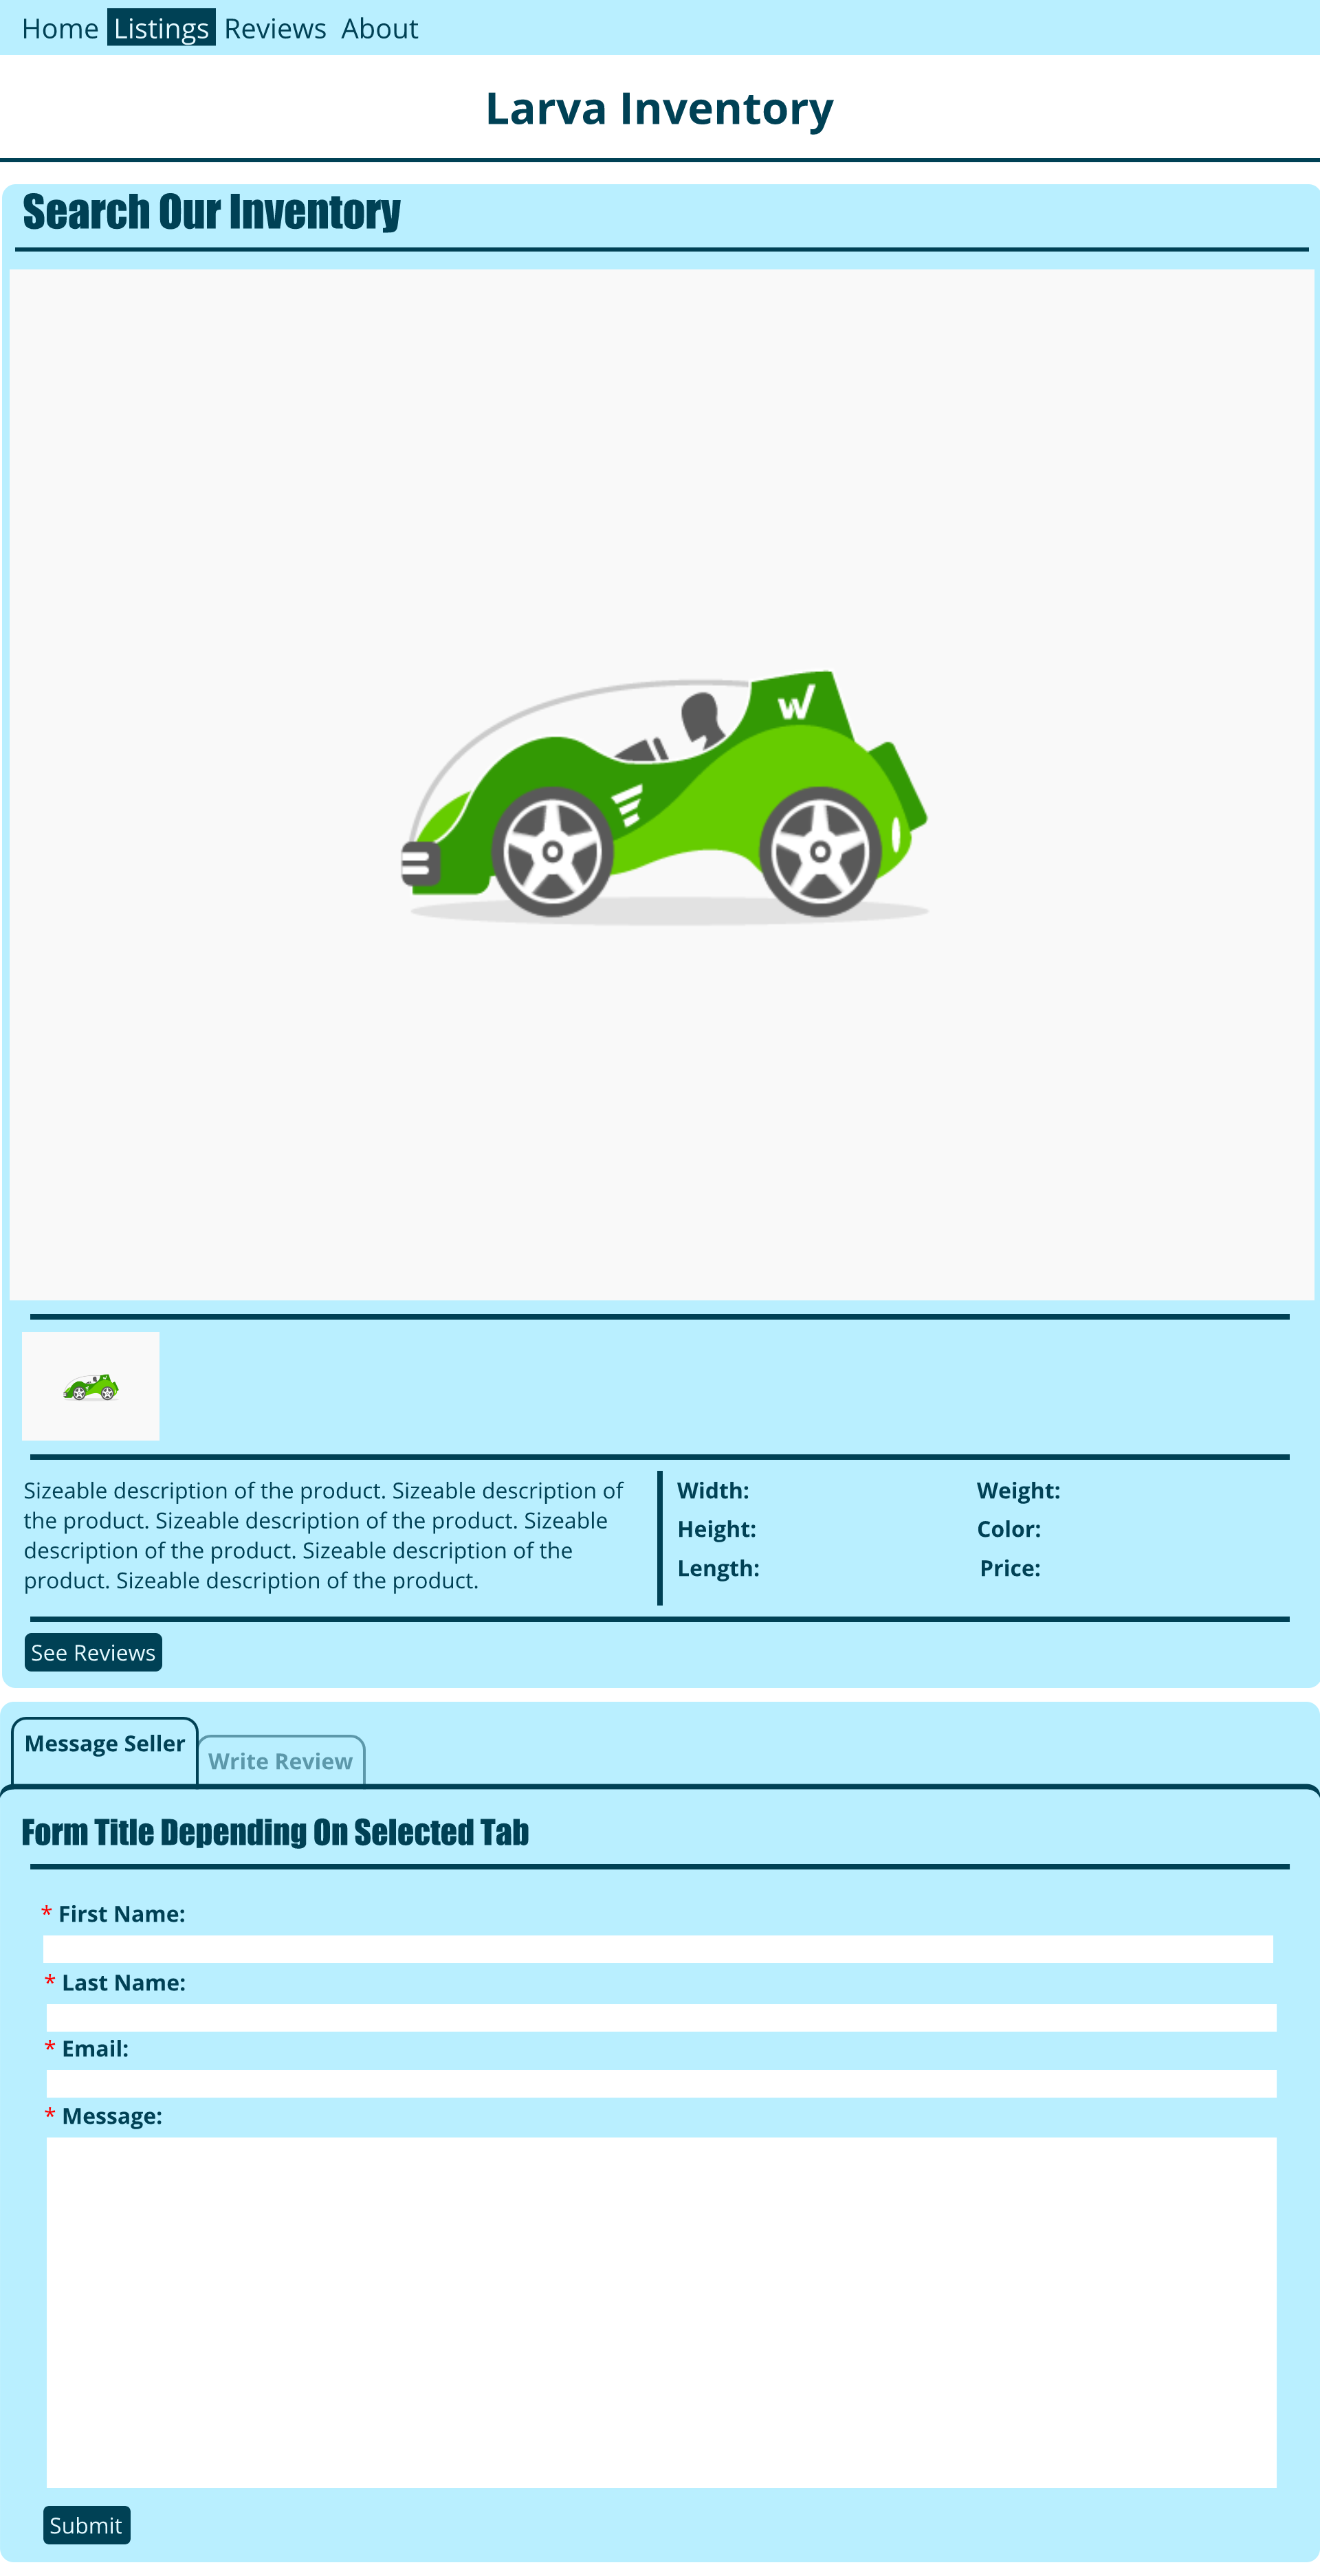 Home Listings Reviews About
Larva Inventory
Search Our Inventory
W
Sizeable description of the product. Sizeable description of
the product. Sizeable description of the product. Sizeable
description of the product. Sizeable description of the
product. Sizeable description of the product.
Width: Weight:
Height: Color:
Length: Price:
See Reviews
Message Seller Write Review
Form Title Depending On Selected Tab
* First Name:
* Last Name:
* Email:
* Message:
Submit